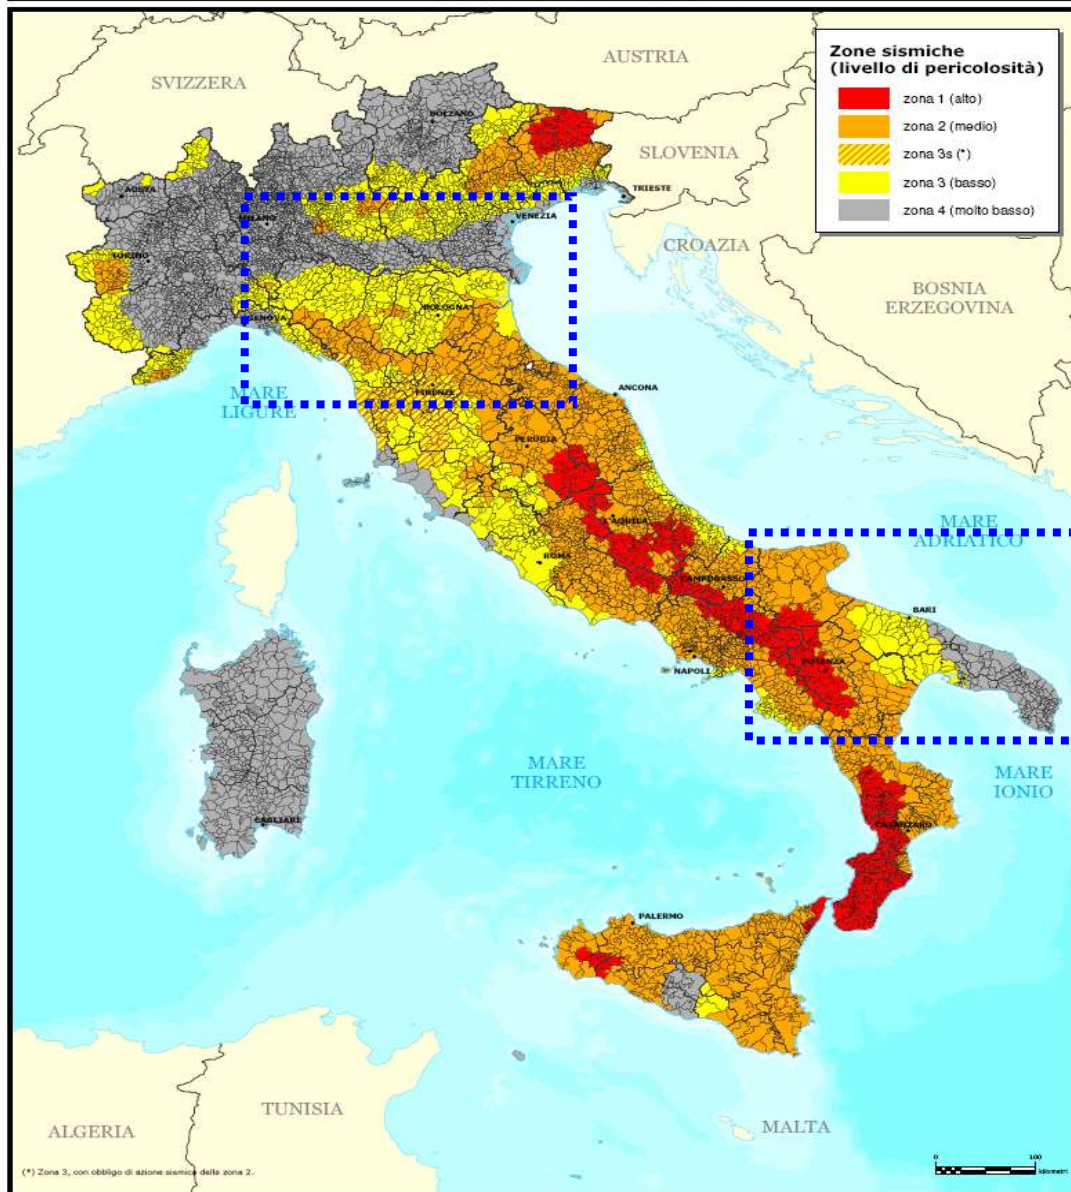 AUSTRIA
SVIZZERA
Zone sismiche
(livello di pericolosità)
zona 1 (alto)
zona 2 (medio)
zona 3s (*)
zona 3 (basso)
zona 4 (molto basso)
BOLZANO
SLOVENIA
AOSTA
TRIESTE
MILANO
VENEZIA
CROAZIA
TORINO
BOSNIA
ERZEGOVINA
BOLOGNA
GENOVA
ANCONA
MARE
LIGURE
FIRENZE
PERUGIA
L'AQUILA
MARE
ADRIATICO
ROMA
CAMPOBASSO
BARI
NAPOLI
POTENZA
MARE
TIRRENO
MARE
IONIO
CAGLIARI
CATANZARO
PALERMO
TUNISIA
ALGERIA
MALTA
(*) Zona 3, con obbligo di azione sismica della zona 2.
0 100
kilometri